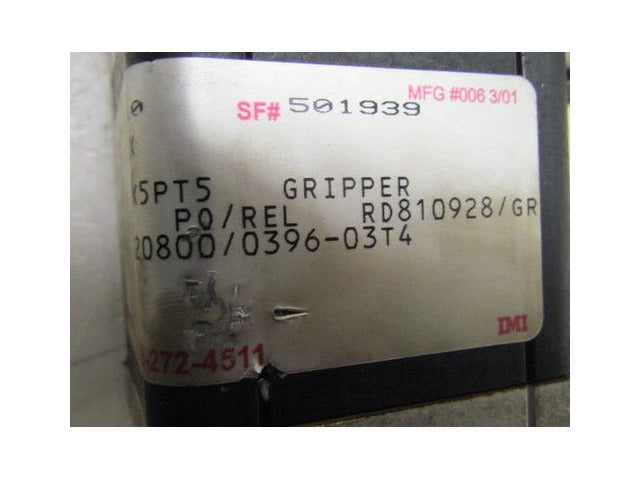 SF# 501939 MFG #006 3/01
5PT5 GRIPPER
PO/REL RD810928/GR
20800/0396-03T4
-272-4511 IMI